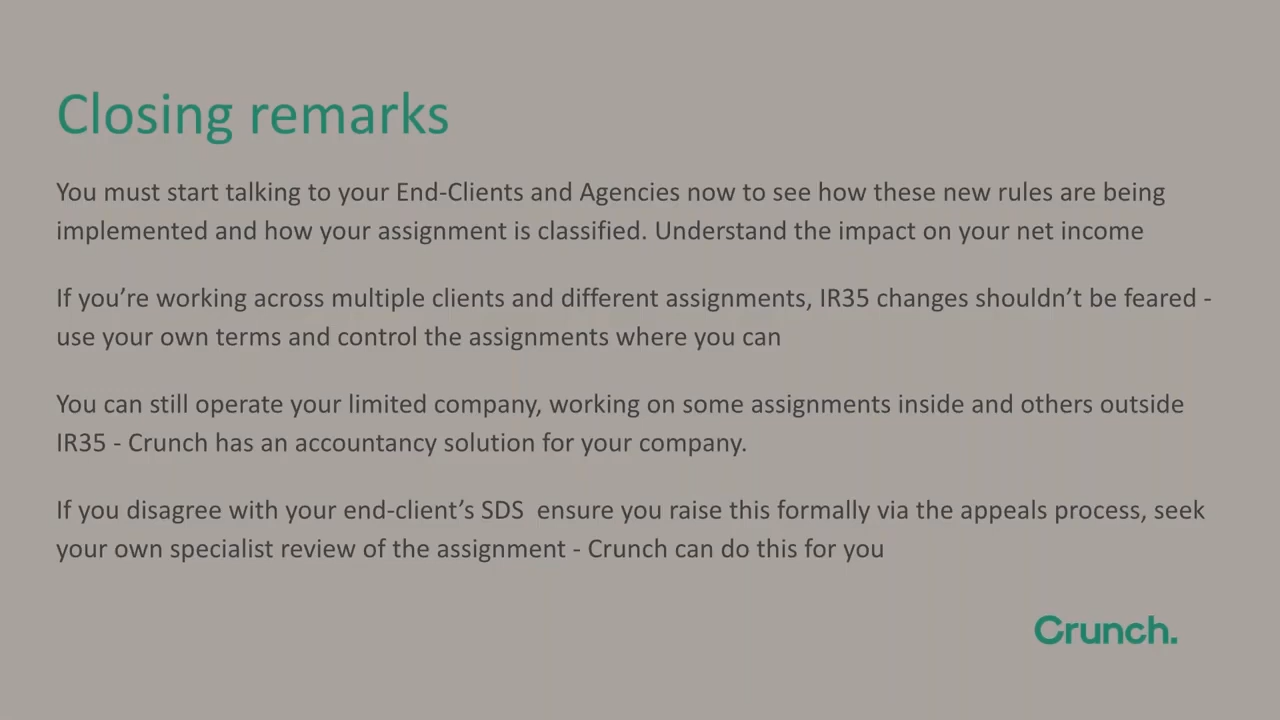 Closing remarks
You must start talking to your End-Clients and Agencies now to see how these new rules are being
implemented and how your assignment is classified. Understand the impact on your net income
If you’re working across multiple clients and different assignments, IR35 changes shouldn’t be feared -
use your own terms and control the assignments where you can
You can still operate your limited company, working on some assignments inside and others outside
IR35 - Crunch has an accountancy solution for your company.
If you disagree with your end-client’s SDS  ensure you raise this formally via the appeals process, seek
your own specialist review of the assignment - Crunch can do this for you
Crunch.